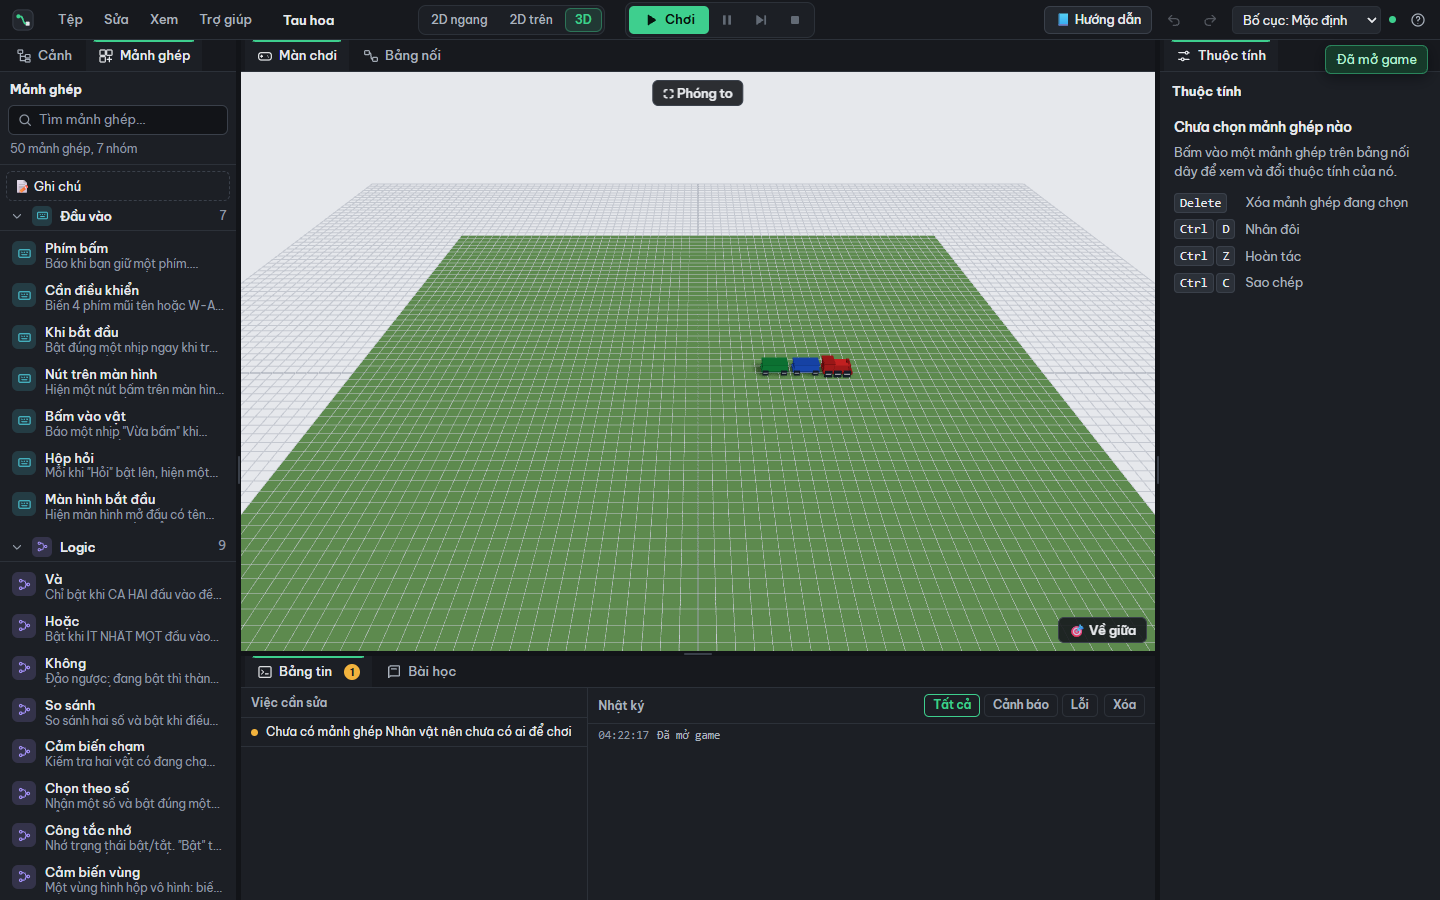 Tệp Sửa Xem Trợ giúp Tau hoa 2D ngang 2D trên 3D Chơi Hướng dẫn Bố cục: Mặc định
Cảnh Mảnh ghép Màn chơi Bảng nối Thuộc tính Đã mở game
Mảnh ghép
Tìm mảnh ghép...
50 mảnh ghép, 7 nhóm
Ghi chú
Đầu vào 7
Phím bấm
Báo khi bạn giữ một phím....
Cần điều khiển
Biến 4 phím mũi tên hoặc W-A...
Khi bắt đầu
Bật đúng một nhịp ngay khi tr...
Nút trên màn hình
Hiện một nút bấm trên màn hìn...
Bấm vào vật
Báo một nhịp "Vừa bấm" khi...
Hộp hỏi
Mỗi khi "Hỏi" bật lên, hiện một...
Màn hình bắt đầu
Hiện màn hình mở đầu có tên...
Logic 9
Và
Chỉ bật khi CẢ HAI đầu vào đề...
Hoặc
Bật khi ÍT NHẤT MỘT đầu vào...
Không
Đảo ngược: đang bật thì thàn...
So sánh
So sánh hai số và bật khi điều...
Cảm biến chạm
Kiểm tra hai vật có đang chạ...
Chọn theo số
Nhận một số và bật đúng một...
Công tắc nhớ
Nhớ trạng thái bật/tắt. "Bật" t...
Cảm biến vùng
Một vùng hình hộp vô hình: biế...
Phóng to
Về giữa
Bảng tin 1 Bài học
Việc cần sửa
Chưa có mảnh ghép Nhân vật nên chưa có ai để chơi
Nhật ký Tất cả Cảnh báo Lỗi Xóa
04:22:17 Đã mở game
Thuộc tính
Chưa chọn mảnh ghép nào
Bấm vào một mảnh ghép trên bảng nối
dây để xem và đổi thuộc tính của nó.
Delete Xóa mảnh ghép đang chọn
Ctrl D Nhân đôi
Ctrl Z Hoàn tác
Ctrl C Sao chép